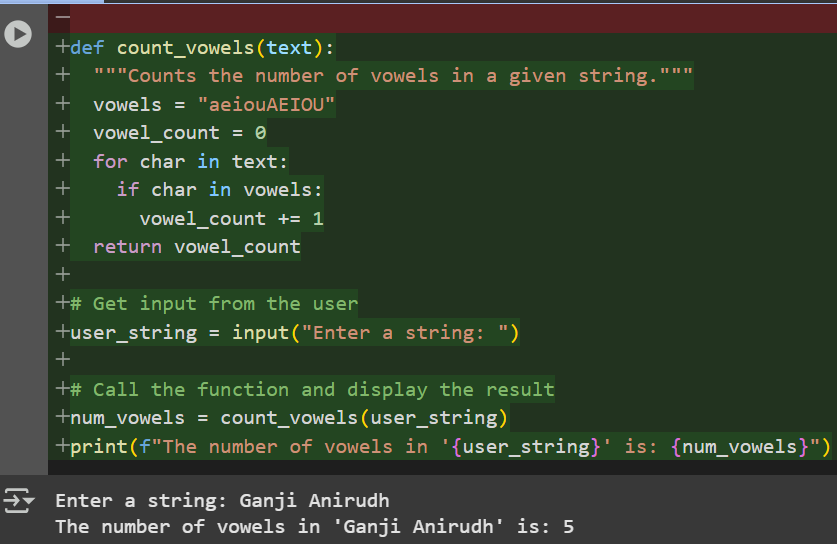 -
+def count_vowels(text):
+  """Counts the number of vowels in a given string."""
+  vowels = "aeiouAEIOU"
+  vowel_count = 0
+  for char in text:
+    if char in vowels:
+      vowel_count += 1
+  return vowel_count
+
+# Get input from the user
+user_string = input("Enter a string: ")
+
+# Call the function and display the result
+num_vowels = count_vowels(user_string)
+print(f"The number of vowels in '{user_string}' is: {num_vowels}")
Enter a string: Ganji Anirudh
The number of vowels in 'Ganji Anirudh' is: 5